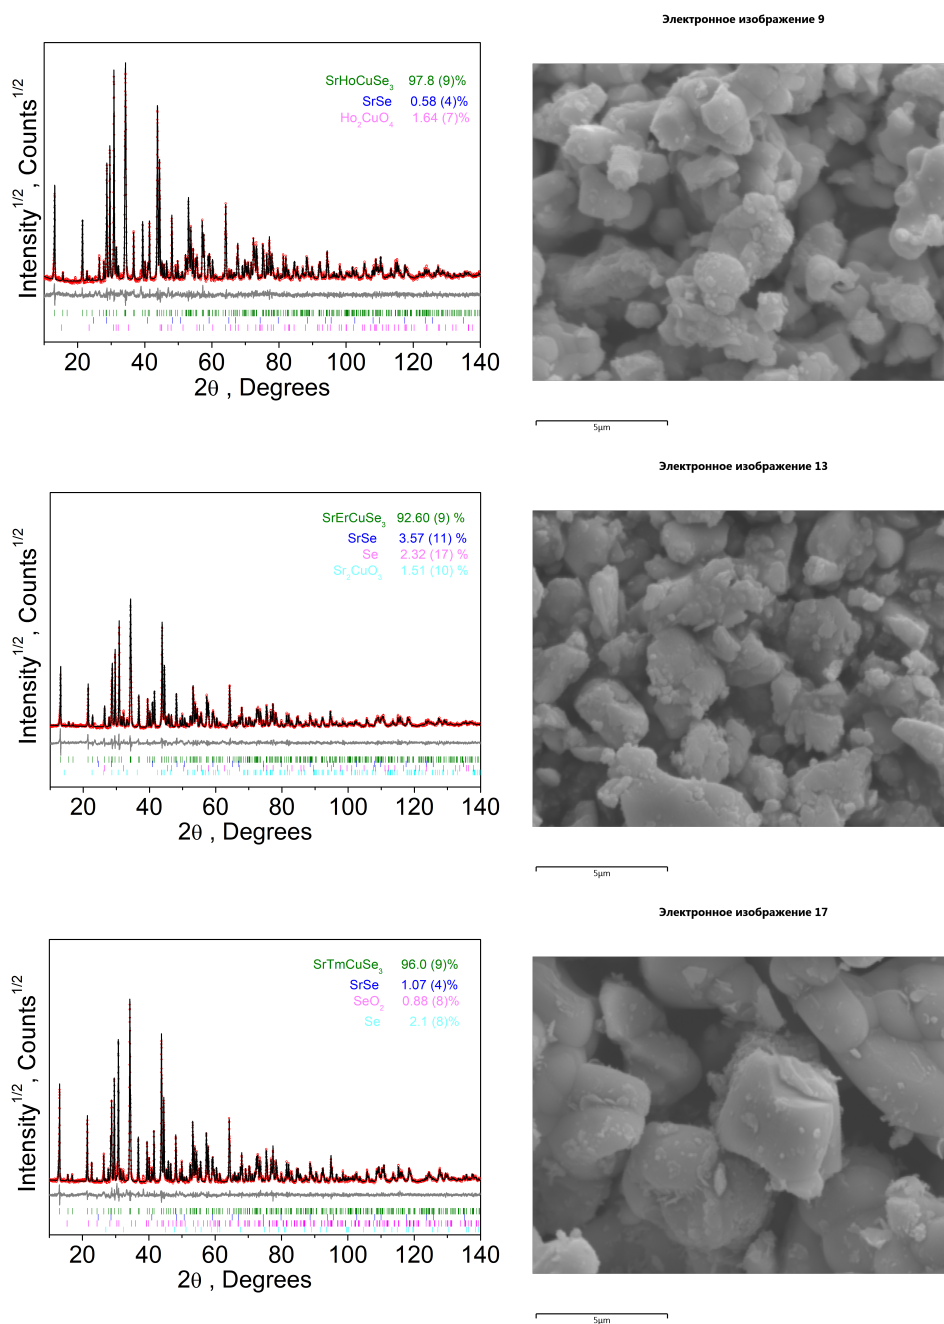 Электронное изображение 9
SrHoCuSe3 97.8 (9)%
SrSe 0.58 (4)%
Ho2CuO4 1.64 (7)%
Intensity1/2 , Counts1/2
20 40 60 80 100 120 140
2θ , Degrees
5µm
Электронное изображение 13
SrErCuSe3 92.60 (9) %
SrSe 3.57 (11) %
Se 2.32 (17) %
Sr2CuO3 1.51 (10) %
Intensity1/2 , Counts1/2
20 40 60 80 100 120 140
2θ , Degrees
5µm
Электронное изображение 17
SrTmCuSe3 96.0 (9)%
SrSe 1.07 (4)%
SeO2 0.88 (8)%
Se 2.1 (8)%
Intensity1/2 , Counts1/2
20 40 60 80 100 120 140
2θ , Degrees
5µm